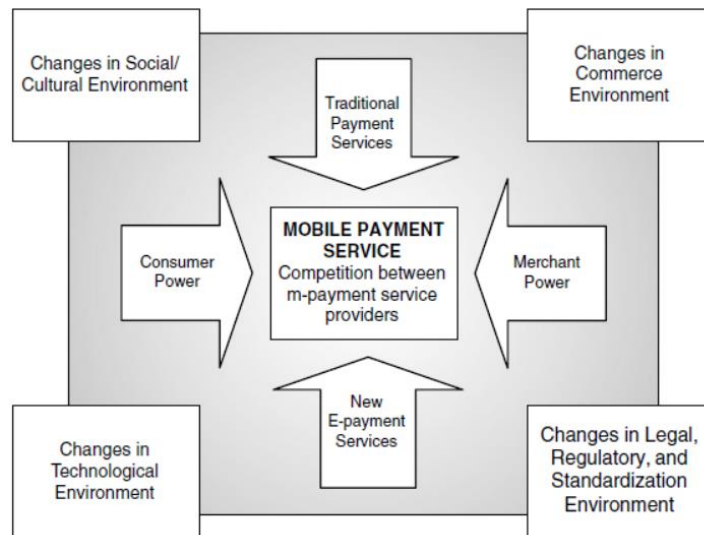 Changes in Social/
Cultural Environment
Changes in
Commerce
Environment
Traditional
Payment
Services
Consumer
Power
MOBILE PAYMENT
SERVICE
Competition between
m-payment service
providers
Merchant
Power
New
E-payment
Services
Changes in
Technological
Environment
Changes in Legal,
Regulatory, and
Standardization
Environment